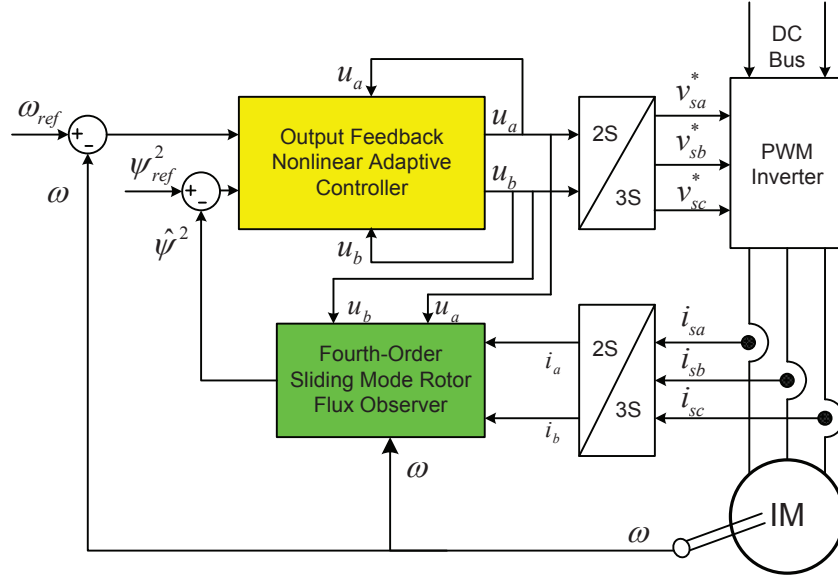 DC
Bus
u_a
ω_ref
+
-
u_a
2S
v*_sa
Output Feedback
Nonlinear Adaptive
Controller
ψ²_ref
+
-
ω
u_b
v*_sb
PWM
Inverter
3S
v*_sc
ψ̂²
u_b
u_b
u_a
i_sa
Fourth-Order
Sliding Mode Rotor
Flux Observer
i_a
2S
i_sb
3S
i_sc
i_b
ω
ω
IM